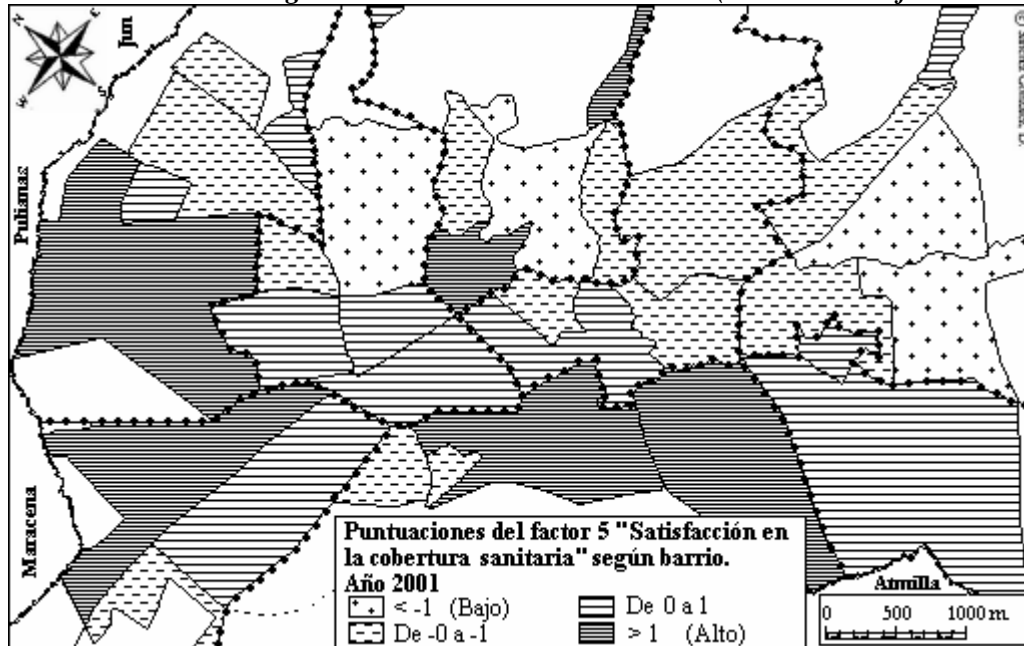 N
E
S
W
Jun
Pulianas
Maracena
Puntuaciones del factor 5 "Satisfacción en
la cobertura sanitaria" según barrio.
Año 2001
< -1 (Bajo)
De -0 a -1
De 0 a 1
> 1 (Alto)
Atmilla
0 500 1000 m.